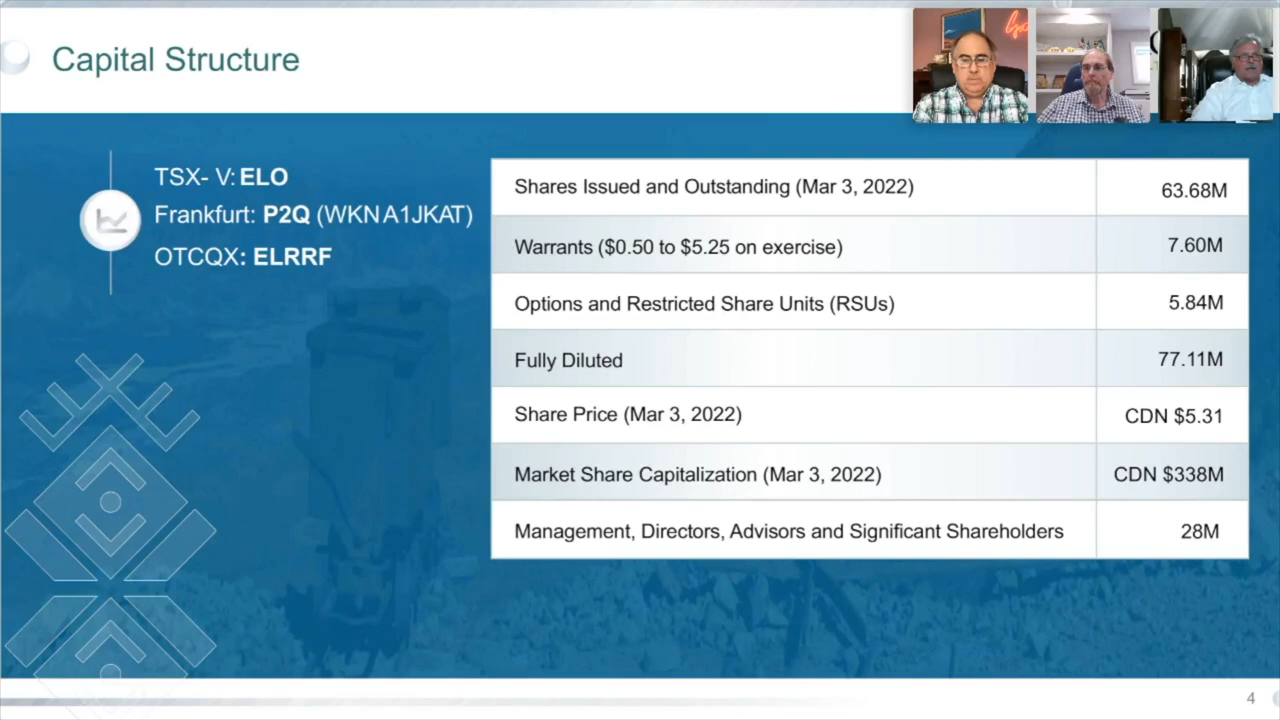 Capital Structure
TSX- V: ELO
Frankfurt: P2Q (WKN A1JKAT)
OTCQX: ELRRF
Shares Issued and Outstanding (Mar 3, 2022) 63.68M
Warrants ($0.50 to $5.25 on exercise) 7.60M
Options and Restricted Share Units (RSUs) 5.84M
Fully Diluted 77.11M
Share Price (Mar 3, 2022) CDN $5.31
Market Share Capitalization (Mar 3, 2022) CDN $338M
Management, Directors, Advisors and Significant Shareholders 28M
4